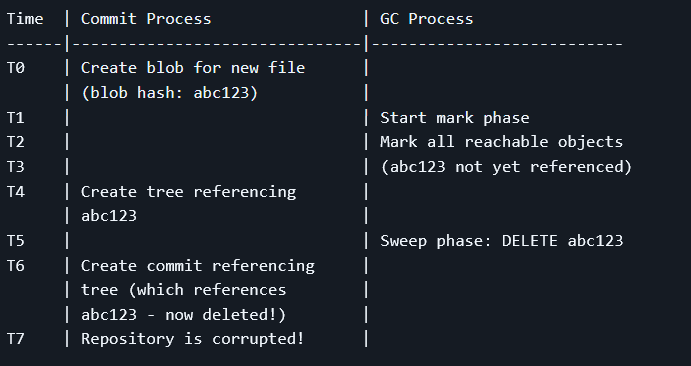 Time  | Commit Process              | GC Process
------|-----------------------------|--------------------------
T0    | Create blob for new file    |
      | (blob hash: abc123)         |
T1    |                             | Start mark phase
T2    |                             | Mark all reachable objects
T3    |                             | (abc123 not yet referenced)
T4    | Create tree referencing     |
      | abc123                      |
T5    |                             | Sweep phase: DELETE abc123
T6    | Create commit referencing   |
      | tree (which references      |
      | abc123 - now deleted!)      |
T7    | Repository is corrupted!    |